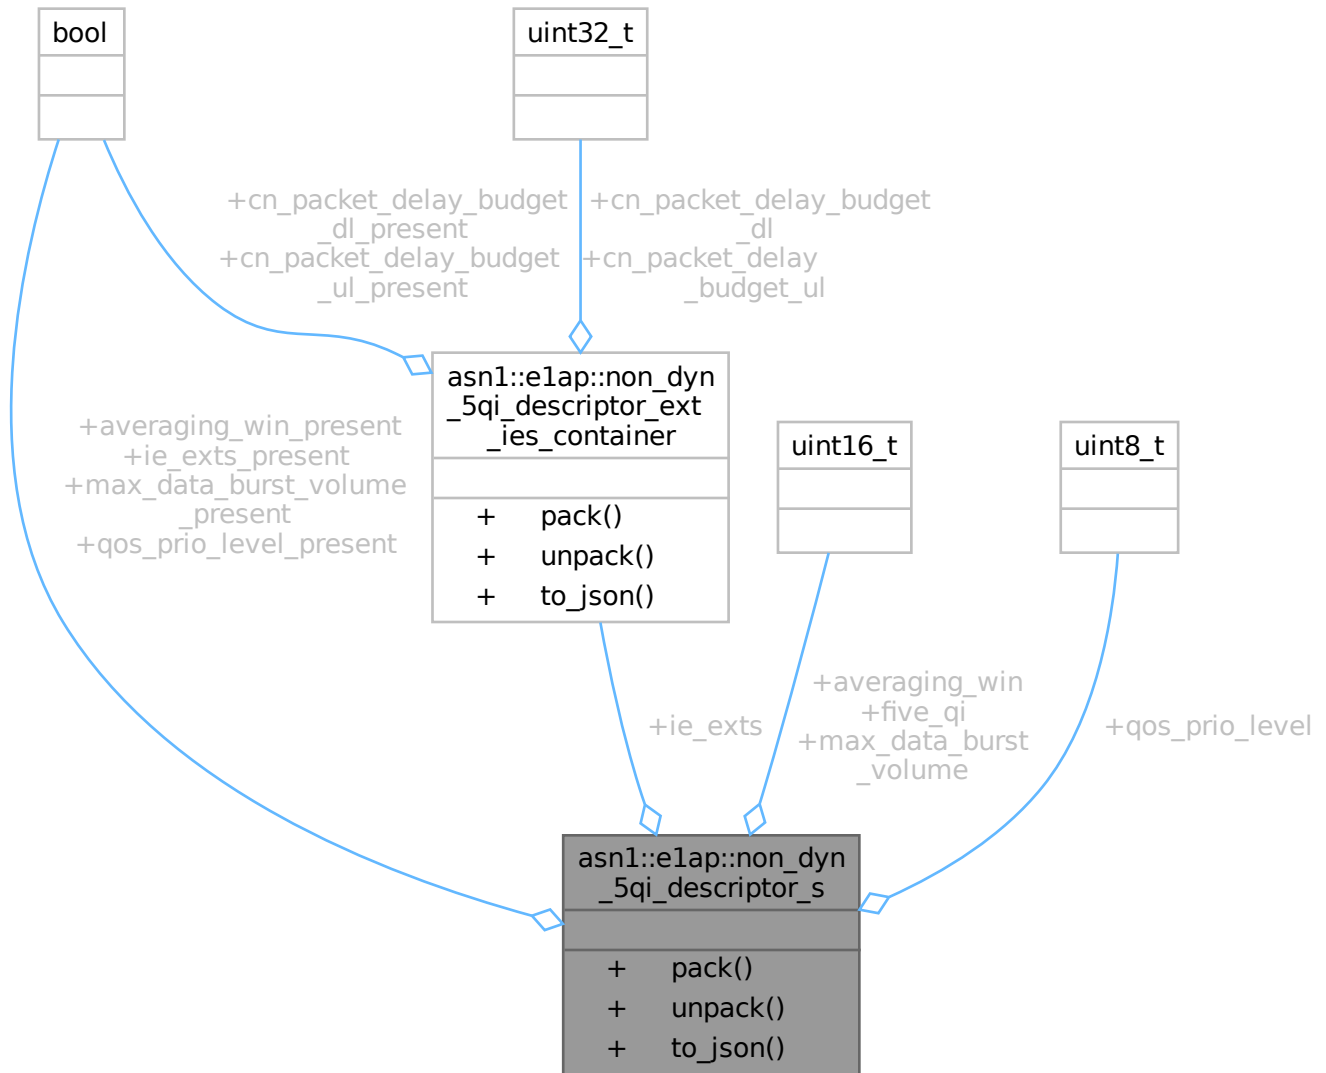 bool
uint32_t
+cn_packet_delay_budget
_dl_present
+cn_packet_delay_budget
_ul_present
+cn_packet_delay_budget
_dl
+cn_packet_delay
_budget_ul
asn1::e1ap::non_dyn
_5qi_descriptor_ext
_ies_container
+ pack()
+ unpack()
+ to_json()
uint16_t
uint8_t
+averaging_win_present
+ie_exts_present
+max_data_burst_volume
_present
+qos_prio_level_present
+ie_exts
+averaging_win
+five_qi
+max_data_burst
_volume
+qos_prio_level
asn1::e1ap::non_dyn
_5qi_descriptor_s
+ pack()
+ unpack()
+ to_json()